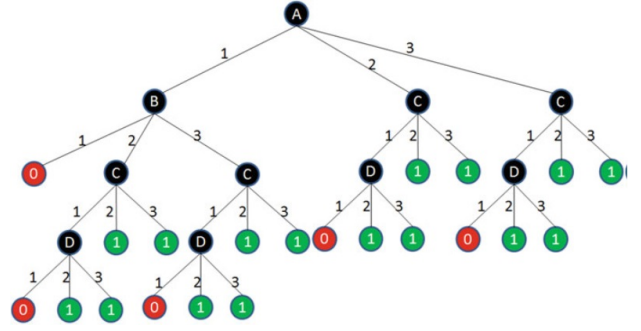 A
1 2 3
B C C
1 2 3 1 2 3 1 2 3
0 C C D 1 1 D 1 1
1 2 3 1 2 3 1 2 3 1 2 3
D 1 1 D 1 1 0 1 1 0 1 1
1 2 3 1 2 3
0 1 1 0 1 1